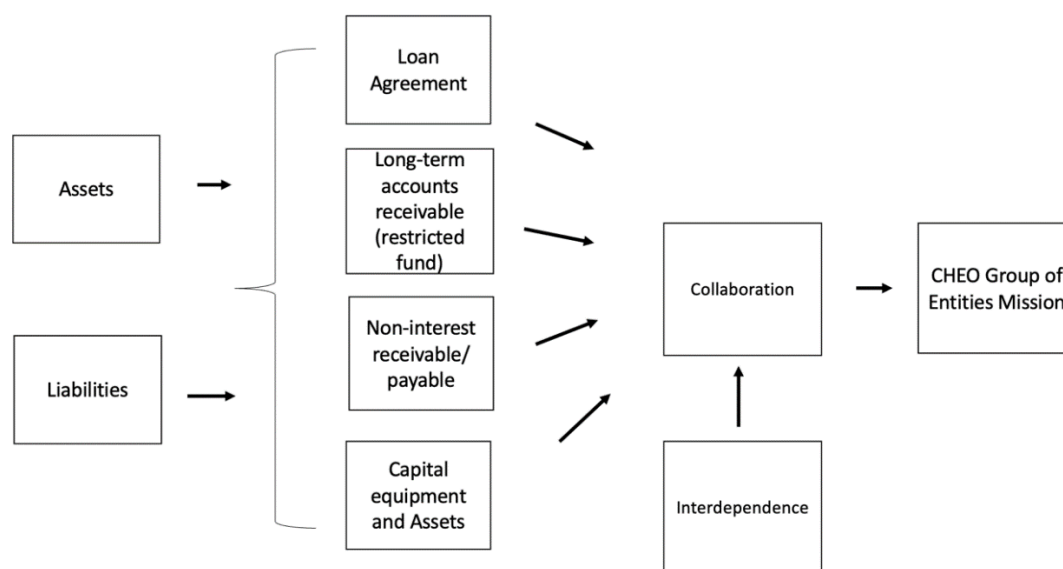 Assets
Liabilities
Loan
Agreement
Long-term
accounts
receivable
(restricted
fund)
Non-interest
receivable/
payable
Capital
equipment
and Assets
Collaboration
Interdependence
CHEO Group of
Entities Mission